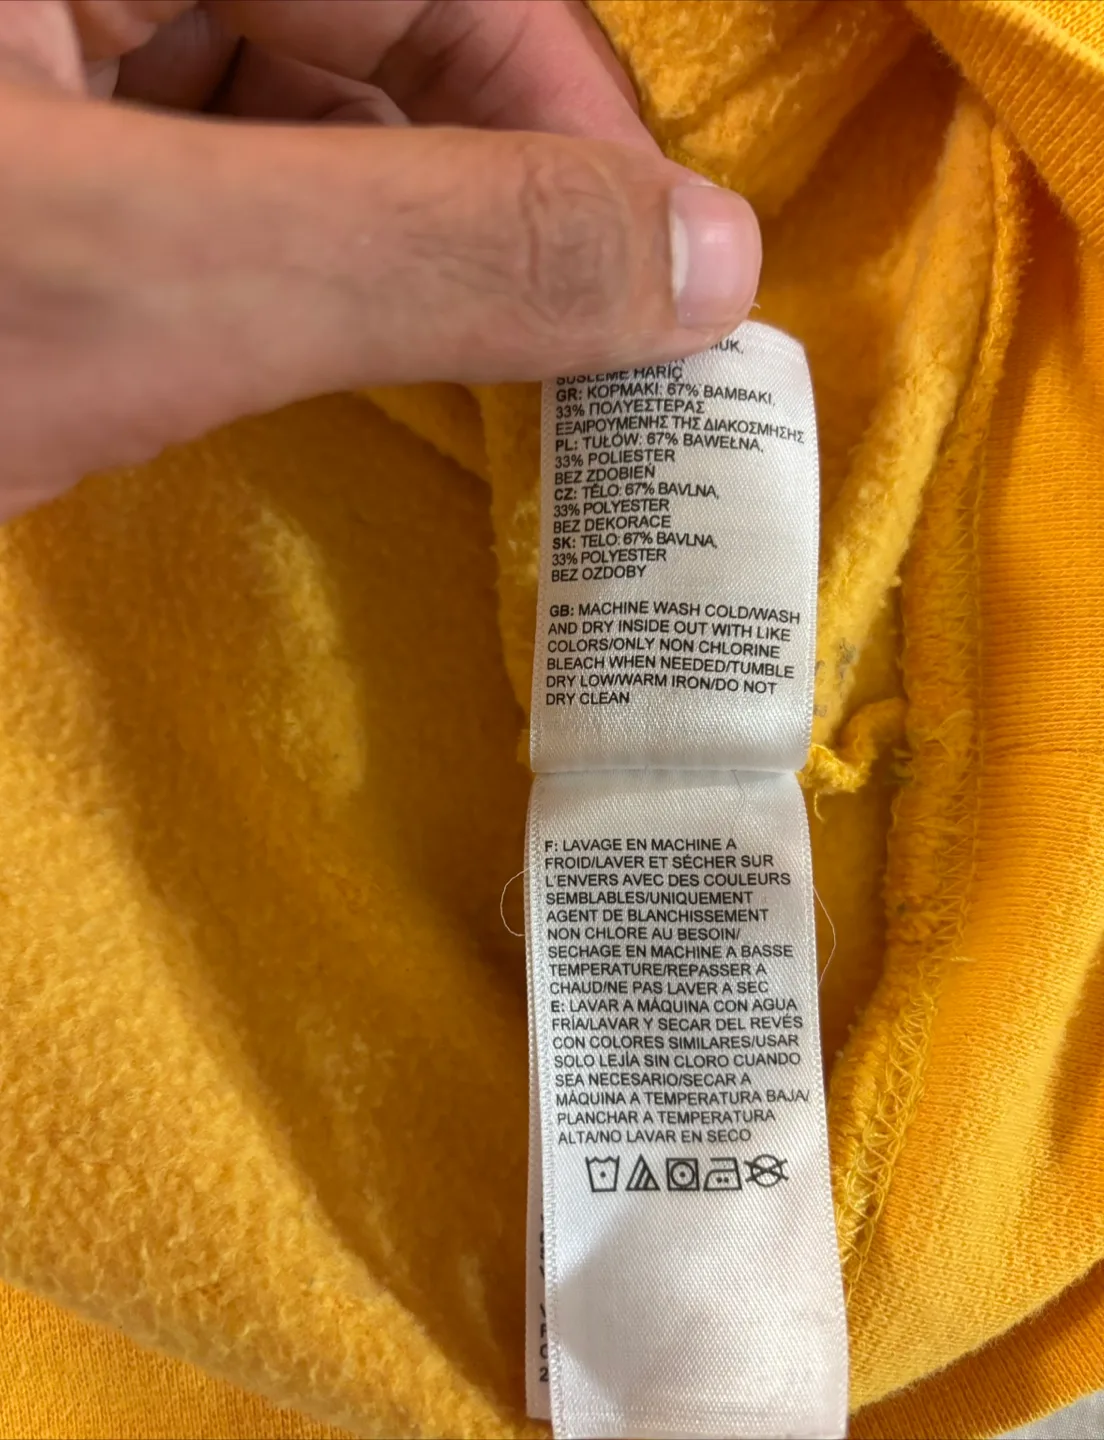 SÜSLEME HARİÇ
GR: ΚΟΡΜΑΚΙ: 67% ΒΑΜΒΑΚΙ,
33% ΠΟΛΥΕΣΤΕΡΑΣ
ΕΞΑΙΡΟΥΜΕΝΗΣ ΤΗΣ ΔΙΑΚΟΣΜΗΣΗΣ
PL: TUŁÓW: 67% BAWEŁNA,
33% POLIESTER
BEZ ZDOBIEŃ
CZ: TĚLO: 67% BAVLNA,
33% POLYESTER
BEZ DEKORACE
SK: TELO: 67% BAVLNA,
33% POLYESTER
BEZ OZDOBY
GB: MACHINE WASH COLD/WASH
AND DRY INSIDE OUT WITH LIKE
COLORS/ONLY NON CHLORINE
BLEACH WHEN NEEDED/TUMBLE
DRY LOW/WARM IRON/DO NOT
DRY CLEAN
F: LAVAGE EN MACHINE A
FROID/LAVER ET SÉCHER SUR
L'ENVERS AVEC DES COULEURS
SEMBLABLES/UNIQUEMENT
AGENT DE BLANCHISSEMENT
NON CHLORE AU BESOIN/
SECHAGE EN MACHINE A BASSE
TEMPERATURE/REPASSER A
CHAUD/NE PAS LAVER A SEC
E: LAVAR A MÁQUINA CON AGUA
FRÍA/LAVAR Y SECAR DEL REVÉS
CON COLORES SIMILARES/USAR
SOLO LEJÍA SIN CLORO CUANDO
SEA NECESARIO/SECAR A
MÁQUINA A TEMPERATURA BAJA/
PLANCHAR A TEMPERATURA
ALTA/NO LAVAR EN SECO